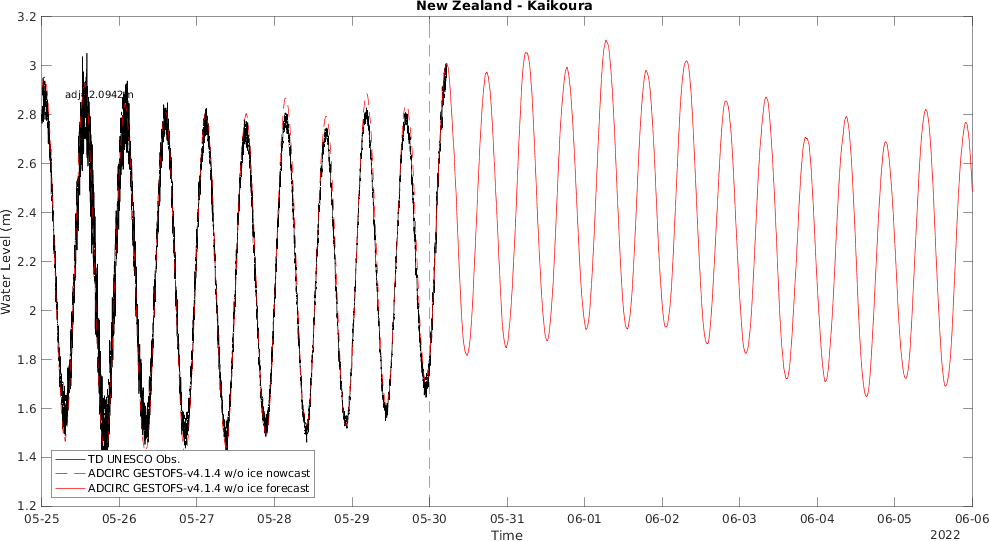 New Zealand - Kaikoura
3.2
3
2.8
2.6
2.4
2.2
2
1.8
1.6
1.4
1.2
Water Level (m)
adj=2.0942m
TD UNESCO Obs.
ADCIRC GESTOFS-v4.1.4 w/o ice nowcast
ADCIRC GESTOFS-v4.1.4 w/o ice forecast
05-25 05-26 05-27 05-28 05-29 05-30 05-31 06-01 06-02 06-03 06-04 06-05 06-06
Time
2022